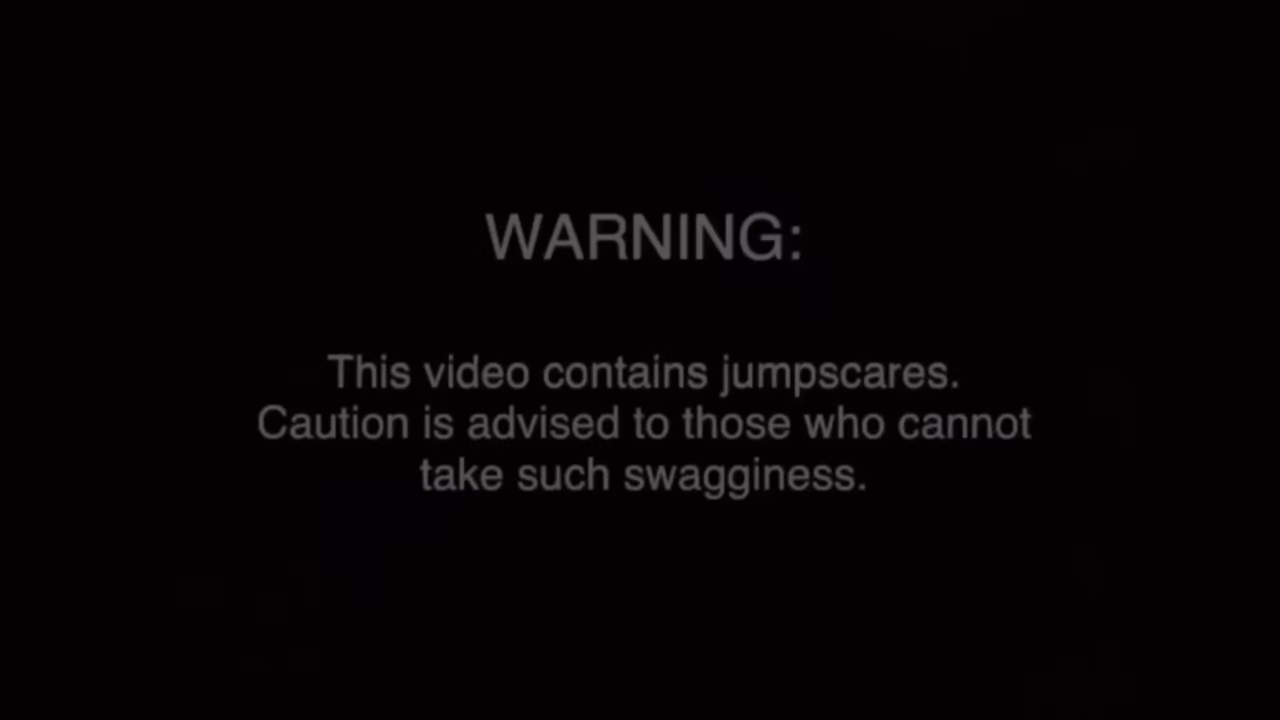 WARNING:
This video contains jumpscares.
Caution is advised to those who cannot
take such swagginess.